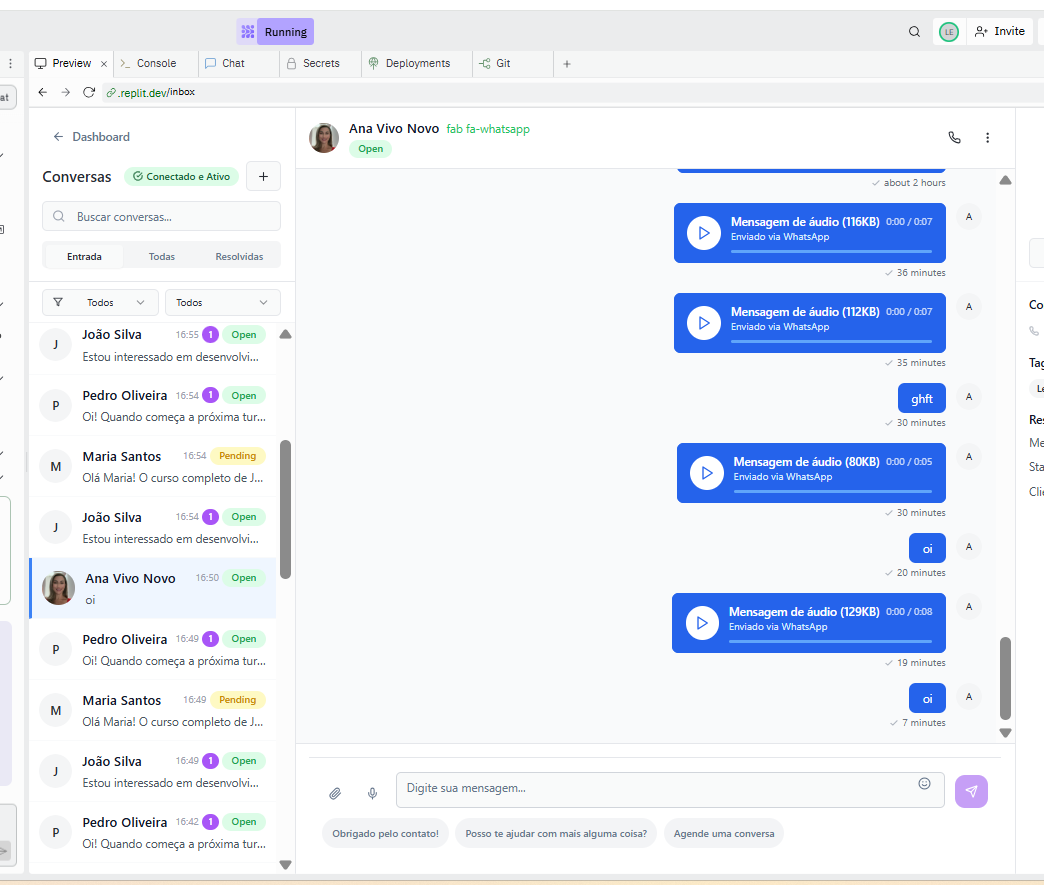 Running
LE
Invite
Preview
Console
Chat
Secrets
Deployments
Git
at
.replit.dev/inbox
Dashboard
Conversas
Conectado e Ativo
Buscar conversas...
Entrada
Todas
Resolvidas
Todos
Todos
J
João Silva
16:55
1
Open
Estou interessado em desenvolvi...
P
Pedro Oliveira
16:54
1
Open
Oi! Quando começa a próxima tur...
M
Maria Santos
16:54
Pending
Olá Maria! O curso completo de J...
J
João Silva
16:54
1
Open
Estou interessado em desenvolvi...
Ana Vivo Novo
16:50
Open
oi
P
Pedro Oliveira
16:49
1
Open
Oi! Quando começa a próxima tur...
M
Maria Santos
16:49
Pending
Olá Maria! O curso completo de J...
J
João Silva
16:49
1
Open
Estou interessado em desenvolvi...
P
Pedro Oliveira
16:42
1
Open
Oi! Quando começa a próxima tur...
Ana Vivo Novo
fab fa-whatsapp
Open
about 2 hours
Mensagem de áudio (116KB)
0:00 / 0:07
Enviado via WhatsApp
A
36 minutes
Mensagem de áudio (112KB)
0:00 / 0:07
Enviado via WhatsApp
A
35 minutes
ghft
A
30 minutes
Mensagem de áudio (80KB)
0:00 / 0:05
Enviado via WhatsApp
A
30 minutes
oi
A
20 minutes
Mensagem de áudio (129KB)
0:00 / 0:08
Enviado via WhatsApp
A
19 minutes
oi
A
7 minutes
Digite sua mensagem...
Obrigado pelo contato!
Posso te ajudar com mais alguma coisa?
Agende uma conversa
Co
Tag
Le
Res
Me
Sta
Clie